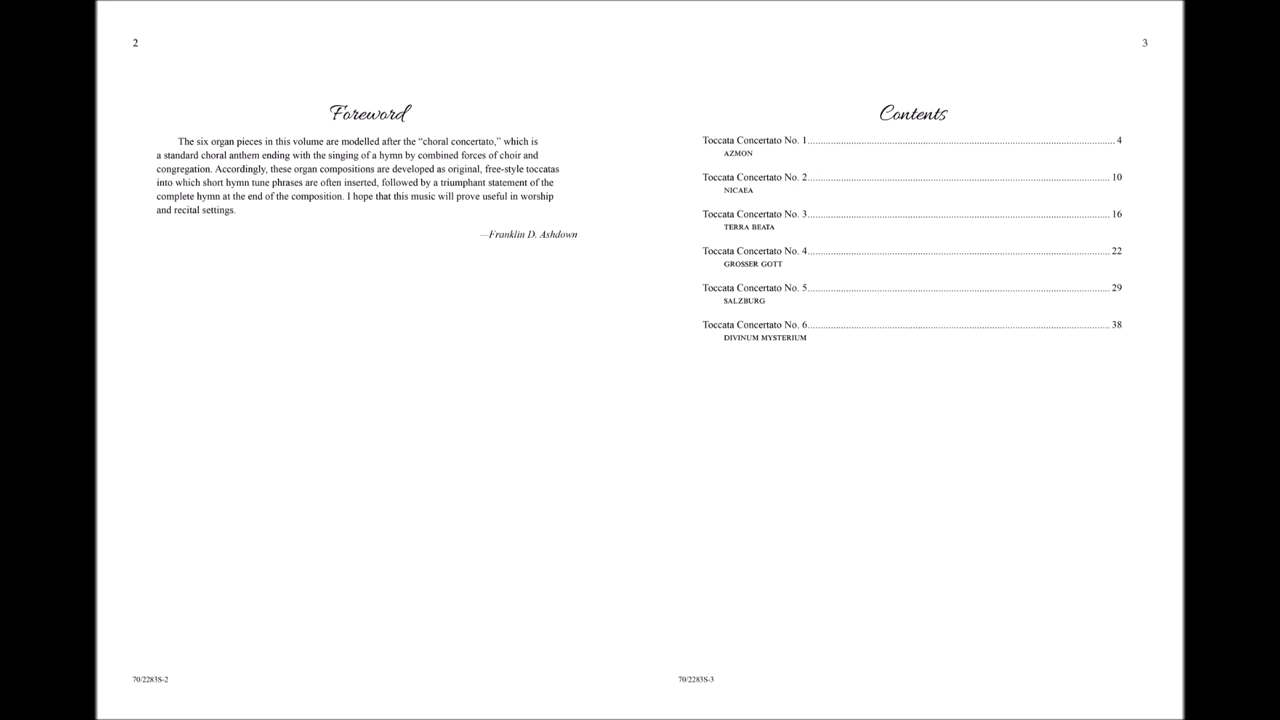 2
Foreword
The six organ pieces in this volume are modelled after the “choral concertato,” which is
a standard choral anthem ending with the singing of a hymn by combined forces of choir and
congregation. Accordingly, these organ compositions are developed as original, free-style toccatas
into which short hymn tune phrases are often inserted, followed by a triumphant statement of the
complete hymn at the end of the composition. I hope that this music will prove useful in worship
and recital settings.
—Franklin D. Ashdown
70/2283S-2
3
Contents
Toccata Concertato No. 1 4
AZMON
Toccata Concertato No. 2 10
NICAEA
Toccata Concertato No. 3 16
TERRA BEATA
Toccata Concertato No. 4 22
GROSSER GOTT
Toccata Concertato No. 5 29
SALZBURG
Toccata Concertato No. 6 38
DIVINUM MYSTERIUM
70/2283S-3